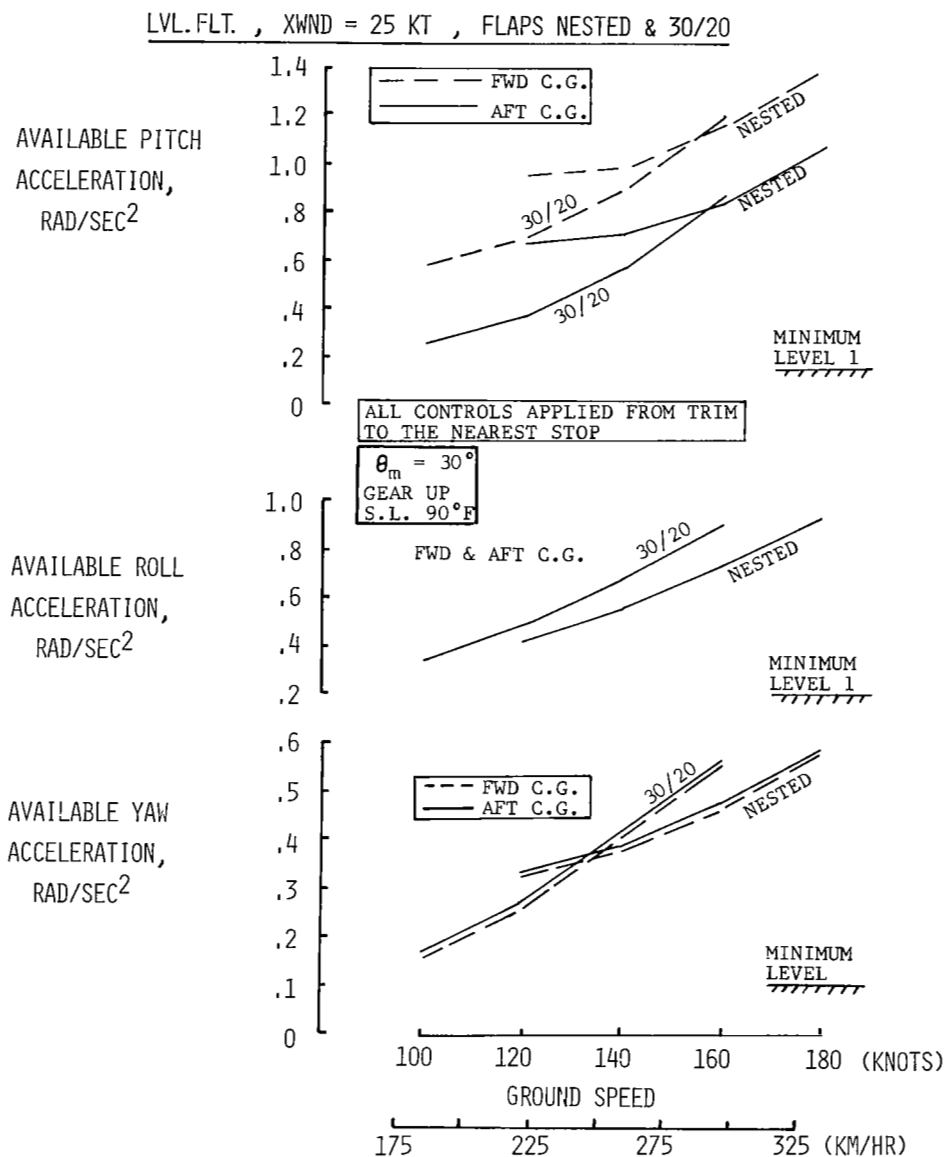 LVL.FLT. , XWND = 25 KT , FLAPS NESTED & 30/20
1.4
1.2
1.0
.8
.6
.4
.2
0
AVAILABLE PITCH
ACCELERATION,
RAD/SEC2
FWD C.G.
AFT C.G.
NESTED
NESTED
30/20
30/20
MINIMUM
LEVEL 1
ALL CONTROLS APPLIED FROM TRIM
TO THE NEAREST STOP
θm = 30°
GEAR UP
S.L. 90°F
1.0
.8
.6
.4
.2
AVAILABLE ROLL
ACCELERATION,
RAD/SEC2
FWD & AFT C.G.
30/20
NESTED
MINIMUM
LEVEL 1
.6
.5
.4
.3
.2
.1
0
AVAILABLE YAW
ACCELERATION,
RAD/SEC2
FWD C.G.
AFT C.G.
30/20
NESTED
MINIMUM
LEVEL
100 120 140 160 180 (KNOTS)
GROUND SPEED
175 225 275 325 (KM/HR)